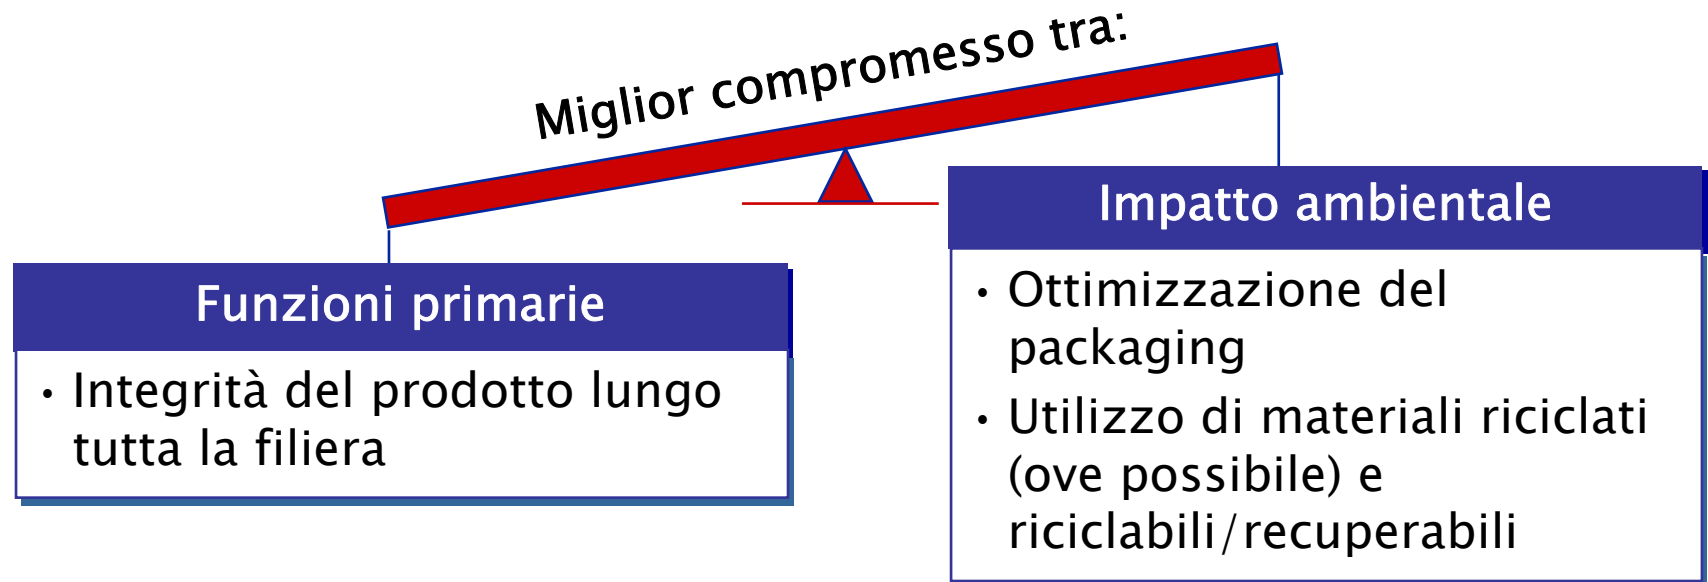 Miglior compromesso tra:
Funzioni primarie
• Integrità del prodotto lungo
tutta la filiera
Impatto ambientale
• Ottimizzazione del
packaging
• Utilizzo di materiali riciclati
(ove possibile) e
riciclabili/recuperabili